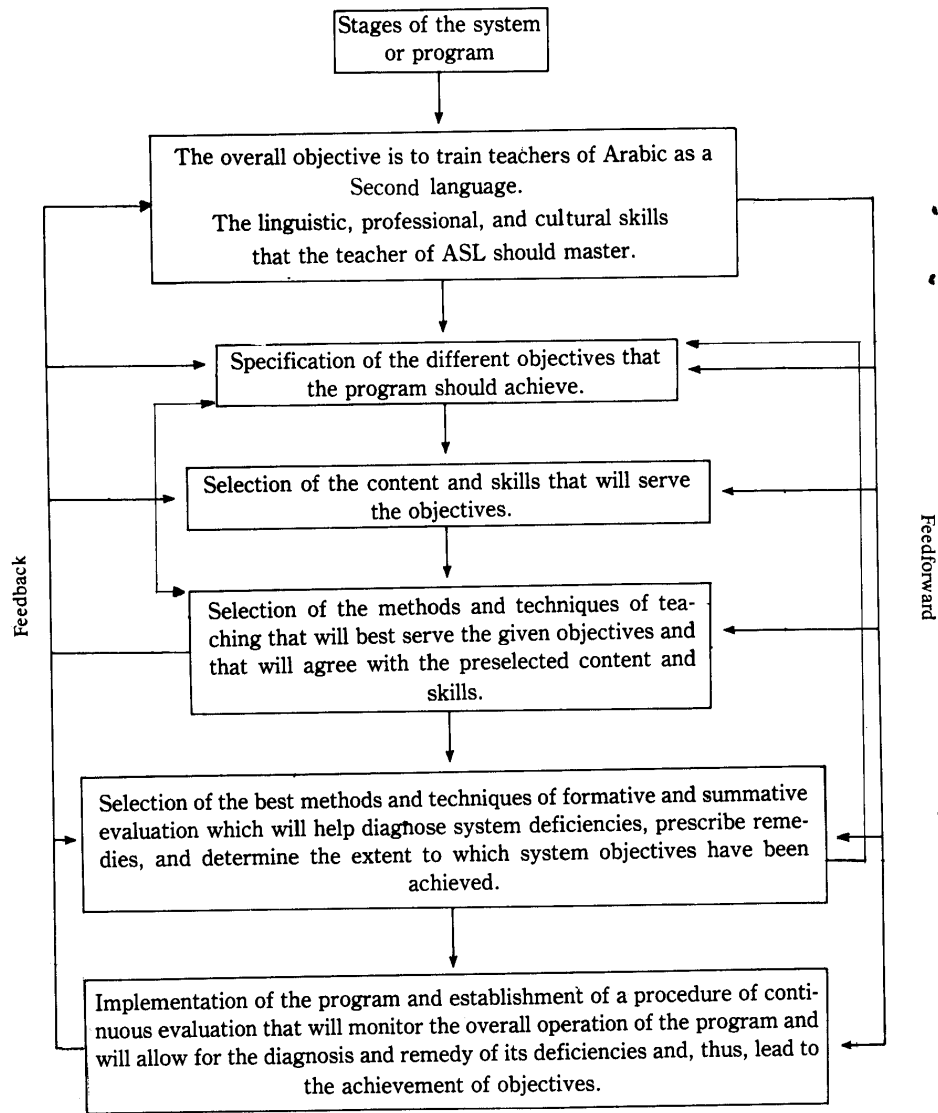 Stages of the system
or program
The overall objective is to train teachers of Arabic as a
Second language.
The linguistic, professional, and cultural skills
that the teacher of ASL should master.
Specification of the different objectives that
the program should achieve.
Selection of the content and skills that will serve
the objectives.
Feedback
Feedforward
Selection of the methods and techniques of tea-
ching that will best serve the given objectives and
that will agree with the preselected content and
skills.
Selection of the best methods and techniques of formative and summative
evaluation which will help diagnose system deficiencies, prescribe reme-
dies, and determine the extent to which system objectives have been
achieved.
Implementation of the program and establishment of a procedure of conti-
nuous evaluation that will monitor the overall operation of the program and
will allow for the diagnosis and remedy of its deficiencies and, thus, lead to
the achievement of objectives.